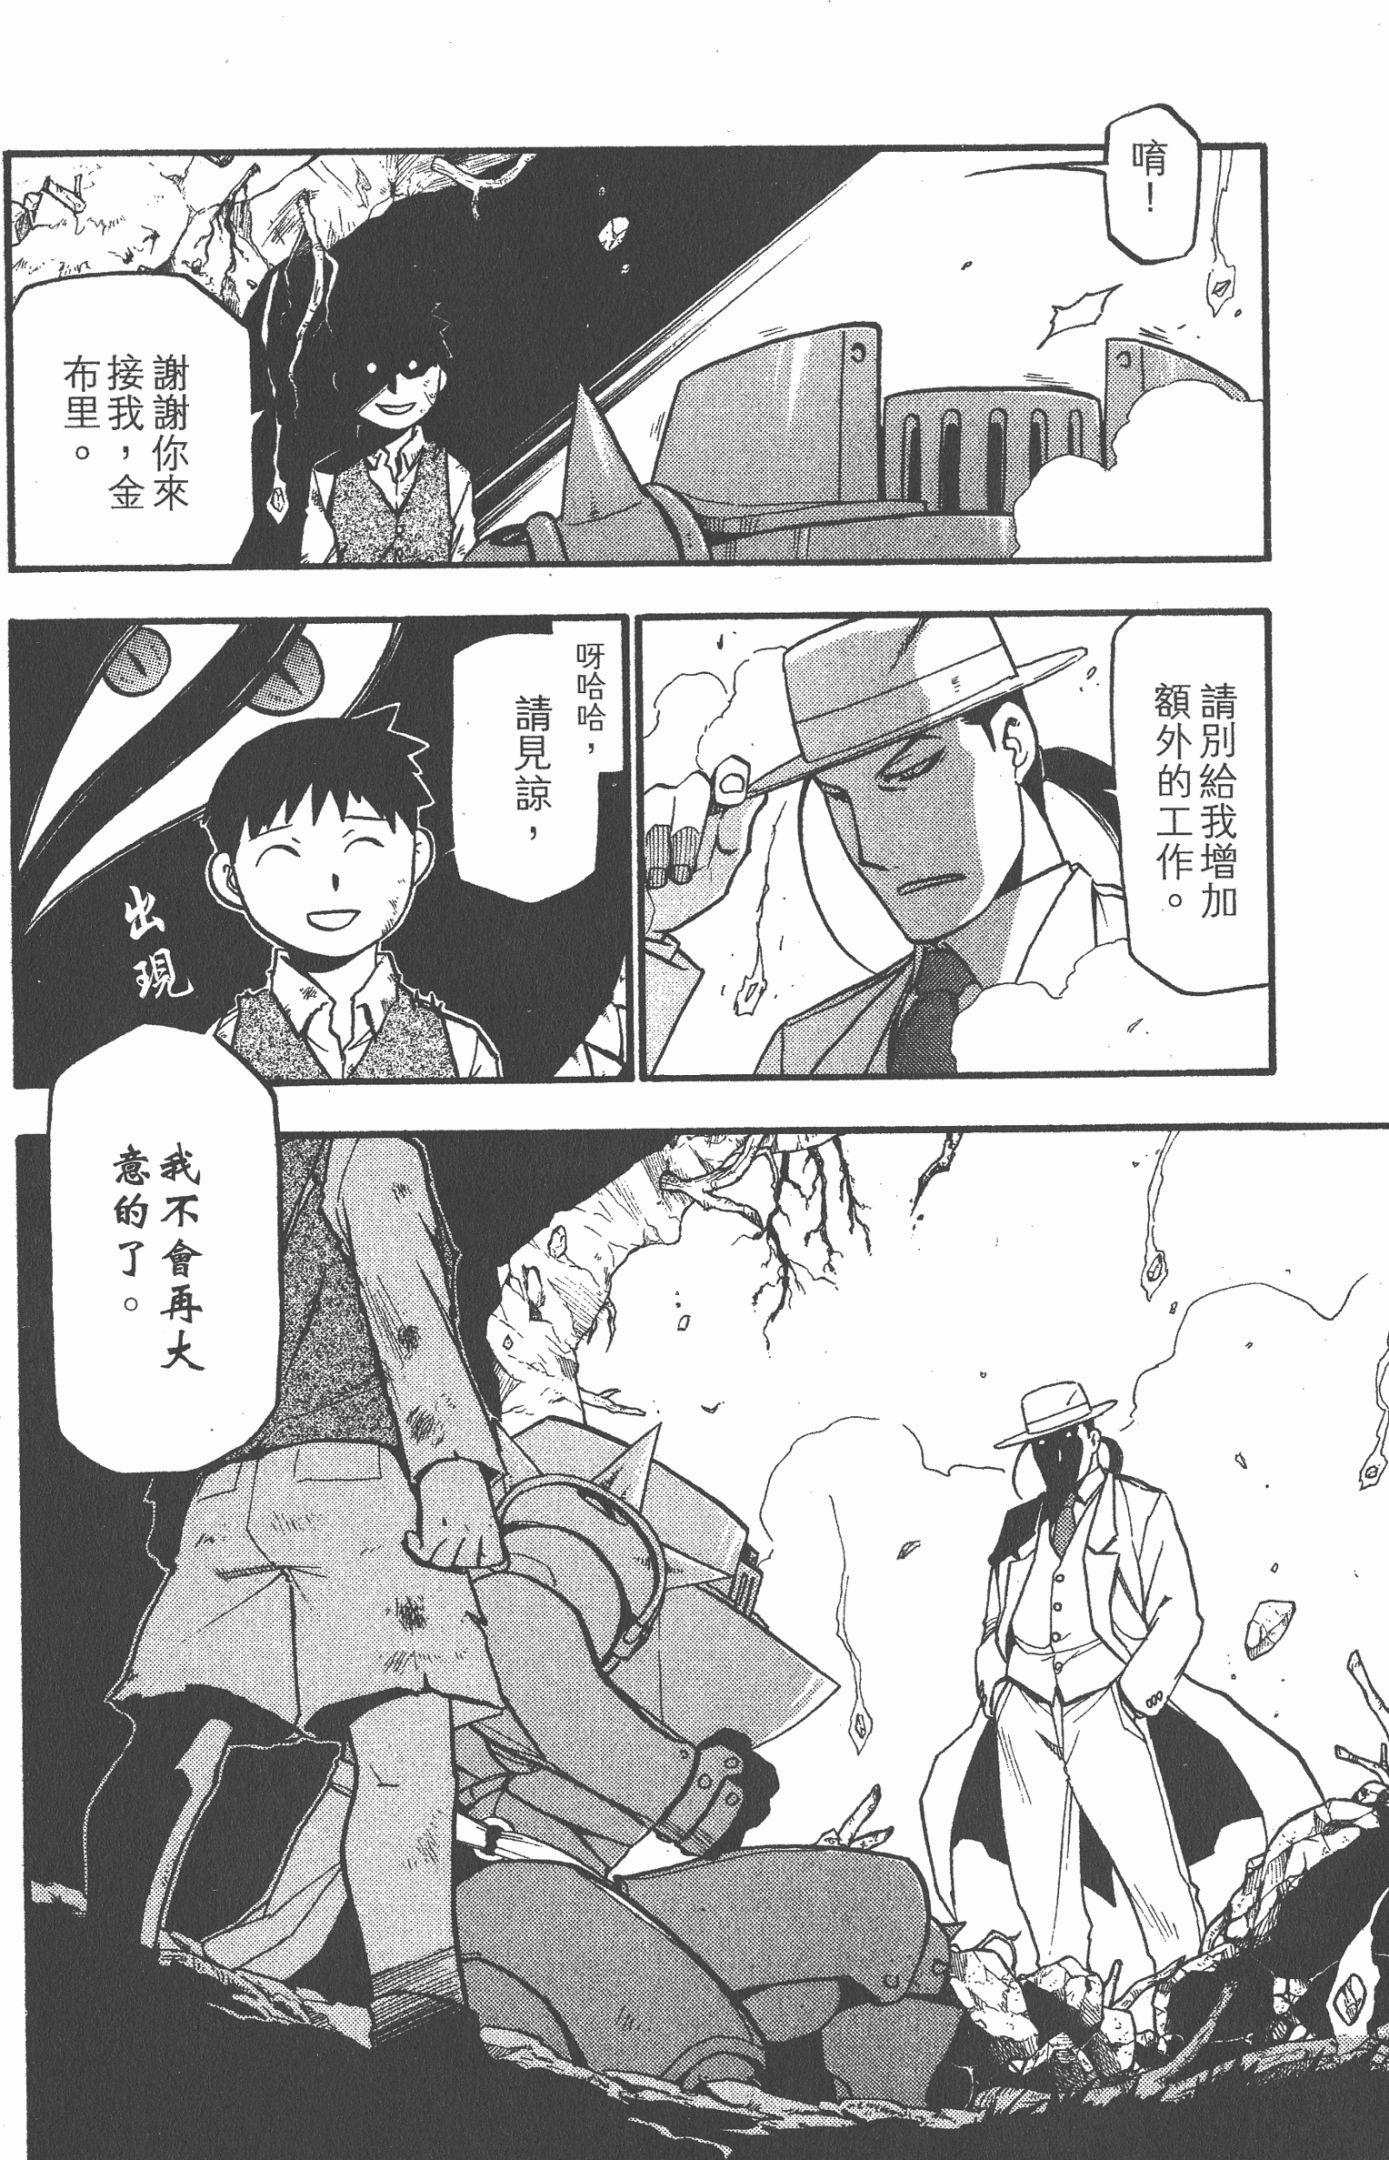 唷！
謝謝你來
接我，金
布里。
請別給我增加
額外的工作。
呀哈哈，
請見諒，
出現
我不會再大
意的了。